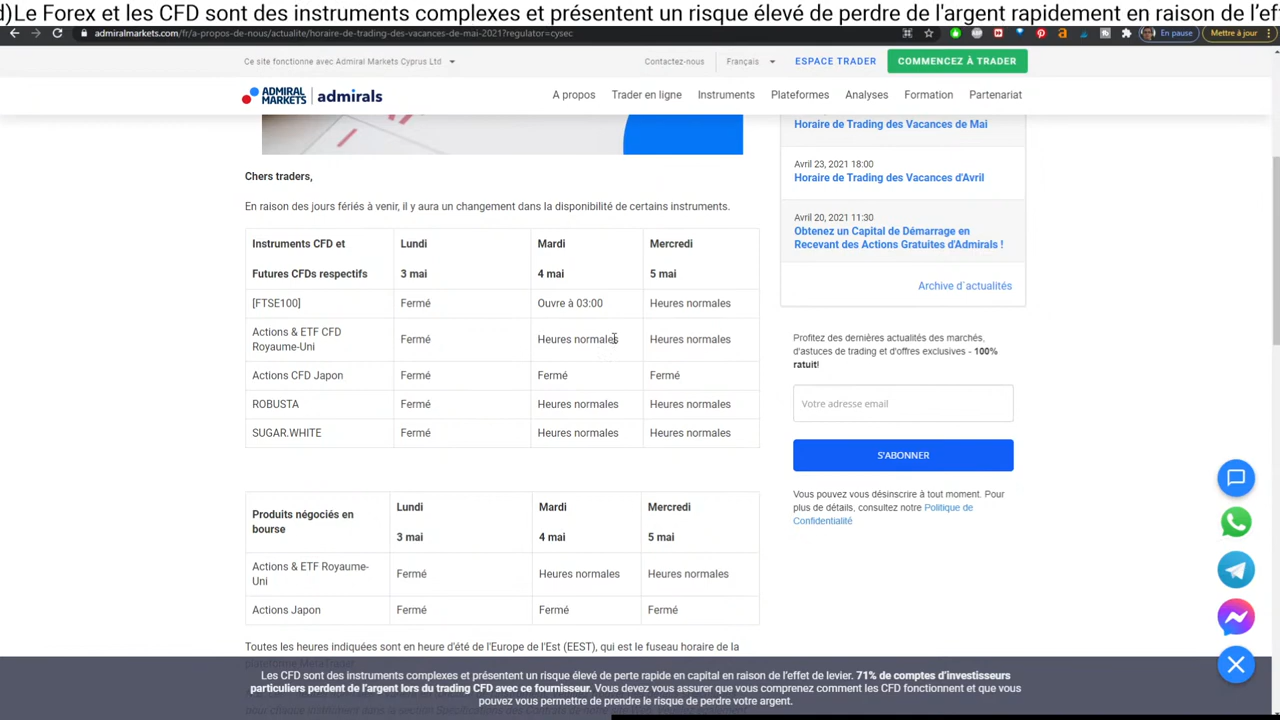 d)Le Forex et les CFD sont des instruments complexes et présentent un risque élevé de perdre de l'argent rapidement en raison de l'ef
admiralmarkets.com/fr/a-propos-de-nous/actualite/horaire-de-trading-des-vacances-de-mai-2021?regulator=cysec
En pause
Mettre à jour
Ce site fonctionne avec Admiral Markets Cyprus Ltd
Contactez-nous
Français
ESPACE TRADER
COMMENCEZ À TRADER
ADMIRAL MARKETS
admirals
A propos
Trader en ligne
Instruments
Plateformes
Analyses
Formation
Partenariat
Chers traders,
En raison des jours fériés à venir, il y aura un changement dans la disponibilité de certains instruments.
Instruments CFD et Lundi Mardi Mercredi
Futures CFDs respectifs 3 mai 4 mai 5 mai
[FTSE100] Fermé Ouvre à 03:00 Heures normales
Actions & ETF CFD
Royaume-Uni Fermé Heures normales Heures normales
Actions CFD Japon Fermé Fermé Fermé
ROBUSTA Fermé Heures normales Heures normales
SUGAR.WHITE Fermé Heures normales Heures normales
Produits négociés en
bourse
Lundi Mardi Mercredi
3 mai 4 mai 5 mai
Actions & ETF Royaume-
Uni Fermé Heures normales Heures normales
Actions Japon Fermé Fermé Fermé
Toutes les heures indiquées sont en heure d'été de l'Europe de l'Est (EEST), qui est le fuseau horaire de la
Horaire de Trading des Vacances de Mai
Avril 23, 2021 18:00
Horaire de Trading des Vacances d'Avril
Avril 20, 2021 11:30
Obtenez un Capital de Démarrage en
Recevant des Actions Gratuites d'Admirals !
Archive d´actualités
Profitez des dernières actualités des marchés,
d'astuces de trading et d'offres exclusives - 100%
ratuit!
Votre adresse email
S'ABONNER
Vous pouvez vous désinscrire à tout moment. Pour
plus de détails, consultez notre Politique de
Confidentialité
Les CFD sont des instruments complexes et présentent un risque élevé de perte rapide en capital en raison de l'effet de levier. 71% de comptes d'investisseurs
particuliers perdent de l'argent lors du trading CFD avec ce fournisseur. Vous devez vous assurer que vous comprenez comment les CFD fonctionnent et que vous
pouvez vous permettre de prendre le risque de perdre votre argent.